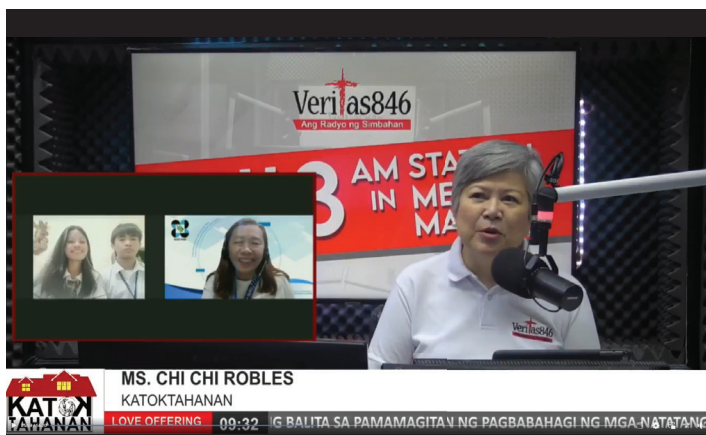 Veritas846
Ang Radyo ng Simbahan
AM STA
IN ME
MA
3
Veritas846
MS. CHI CHI ROBLES
KATOKTAHANAN
KATOK
TAHANAN
LOVE OFFERING
09:32
G BALITA SA PAMAMAGITAN NG PAGBABAHAGI NG MGA NATATANG